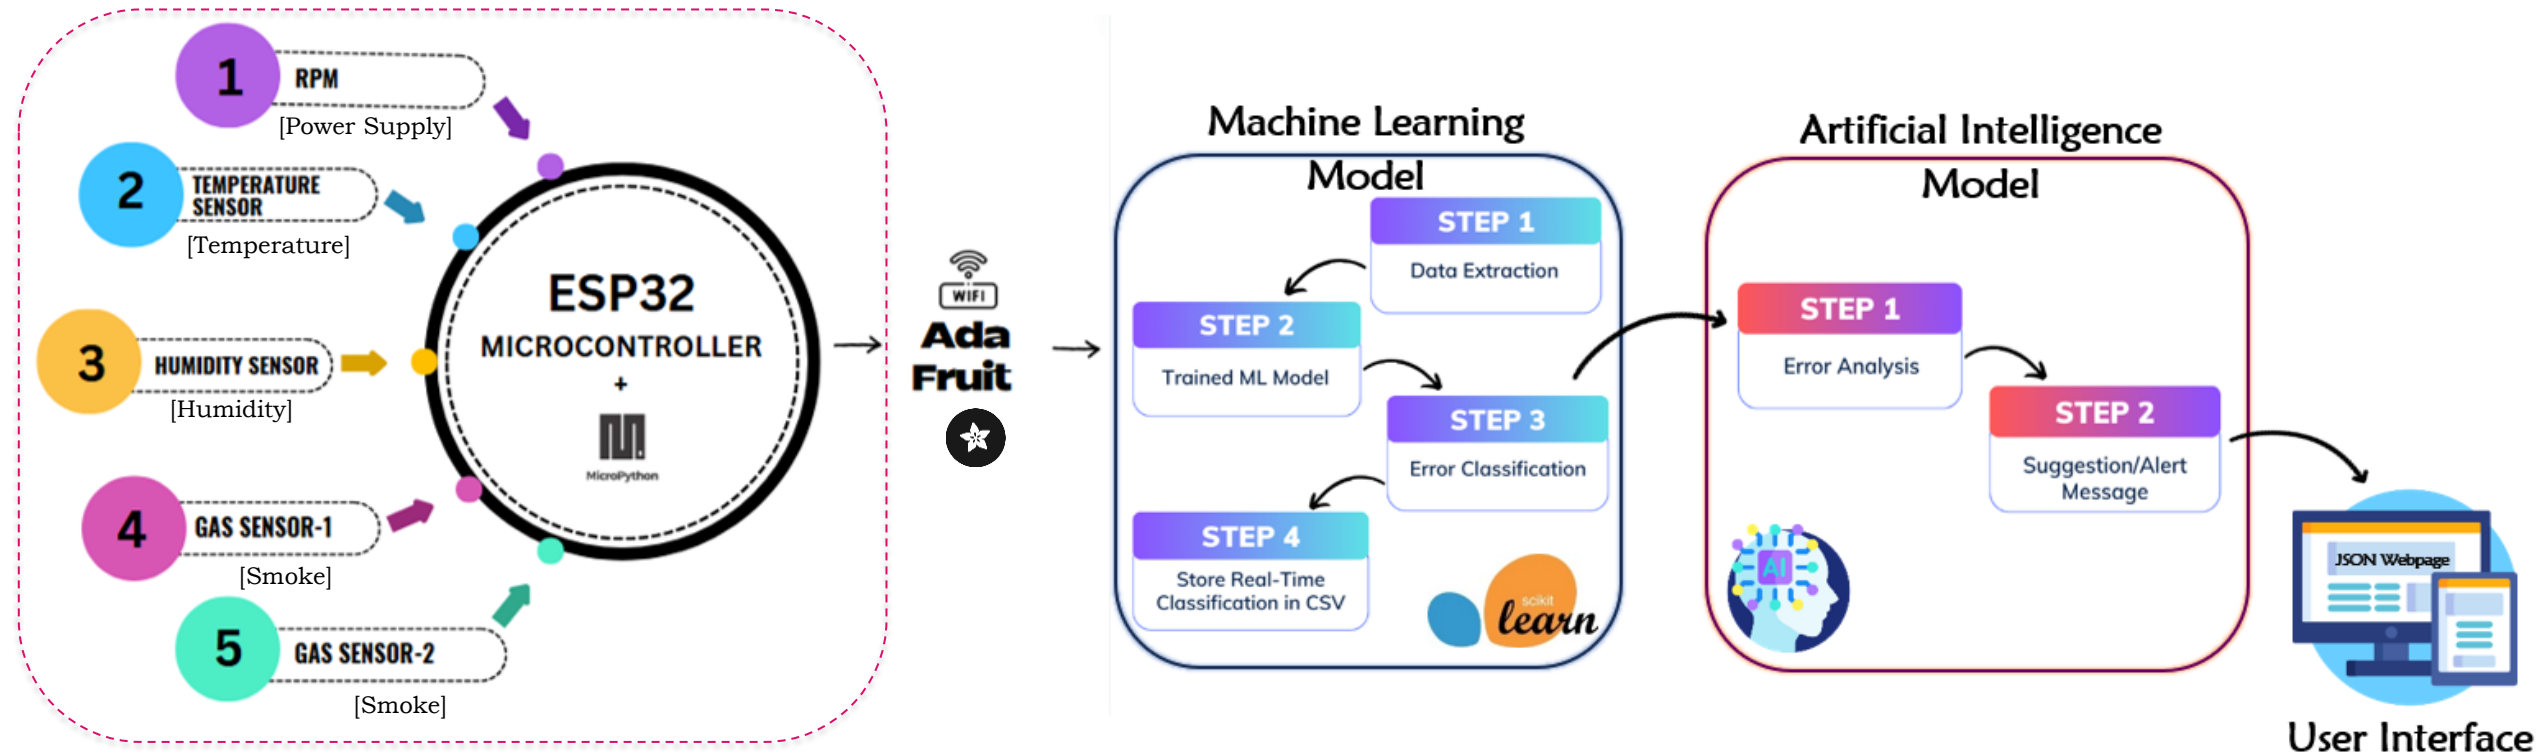 1
RPM
[Power Supply]
2
TEMPERATURE
SENSOR
[Temperature]
3
HUMIDITY SENSOR
[Humidity]
4
GAS SENSOR-1
[Smoke]
5
GAS SENSOR-2
[Smoke]
ESP32
MICROCONTROLLER
+
MicroPython
WIFI
Ada
Fruit
Machine Learning
Model
STEP 1
Data Extraction
STEP 2
Trained ML Model
STEP 3
Error Classification
STEP 4
Store Real-Time
Classification in CSV
scikit
learn
Artificial Intelligence
Model
STEP 1
Error Analysis
STEP 2
Suggestion/Alert
Message
AI
JSON Webpage
User Interface